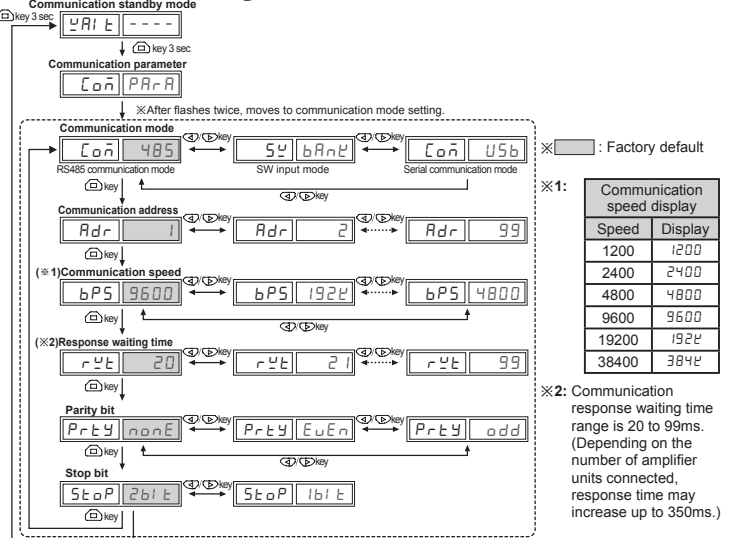 Communication standby mode
key 3 sec
WAIt ----
key 3 sec
Communication parameter
Com PArA
※After flashes twice, moves to communication mode setting.
Communication mode
Com 485
key
SW bAnk
key
Com USb
RS485 communication mode
SW input mode
Serial communication mode
key
key
Communication address
Adr 1
key
Adr 2
key
Adr 99
key
(※1)Communication speed
bPS 9600
key
bPS 192k
key
bPS 4800
key
key
(※2)Response waiting time
rWt 20
key
rWt 21
key
rWt 99
key
Parity bit
PrtY nonE
key
PrtY EvEn
key
PrtY odd
key
key
Stop bit
StoP 2bIt
key
StoP 1bIt
key
※ : Factory default
※1:
Communication
speed display
Speed Display
1200 1200
2400 2400
4800 4800
9600 9600
19200 192k
38400 384k
※2: Communication
response waiting time
range is 20 to 99ms.
(Depending on the
number of amplifier
units connected,
response time may
increase up to 350ms.)